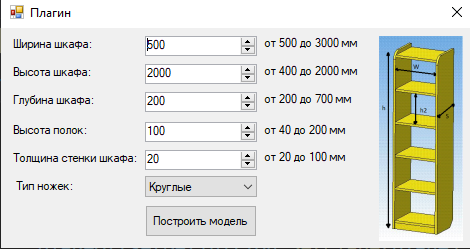 Плагин
Ширина шкафа: 500 от 500 до 3000 мм
Высота шкафа: 2000 от 400 до 2000 мм
Глубина шкафа: 200 от 200 до 700 мм
Высота полок: 100 от 40 до 200 мм
Толщина стенки шкафа: 20 от 20 до 100 мм
Тип ножек: Круглые
Построить модель
W
h
h2
s